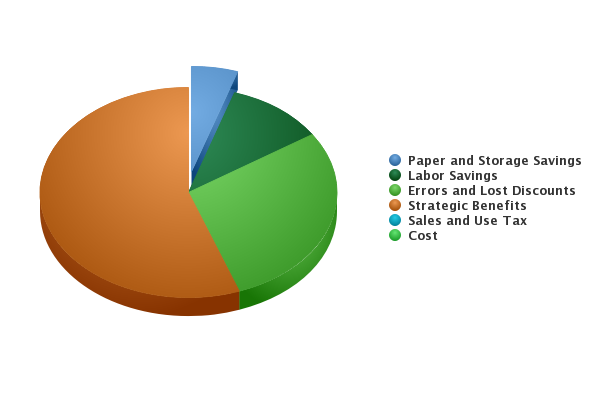 Paper and Storage Savings
Labor Savings
Errors and Lost Discounts
Strategic Benefits
Sales and Use Tax
Cost